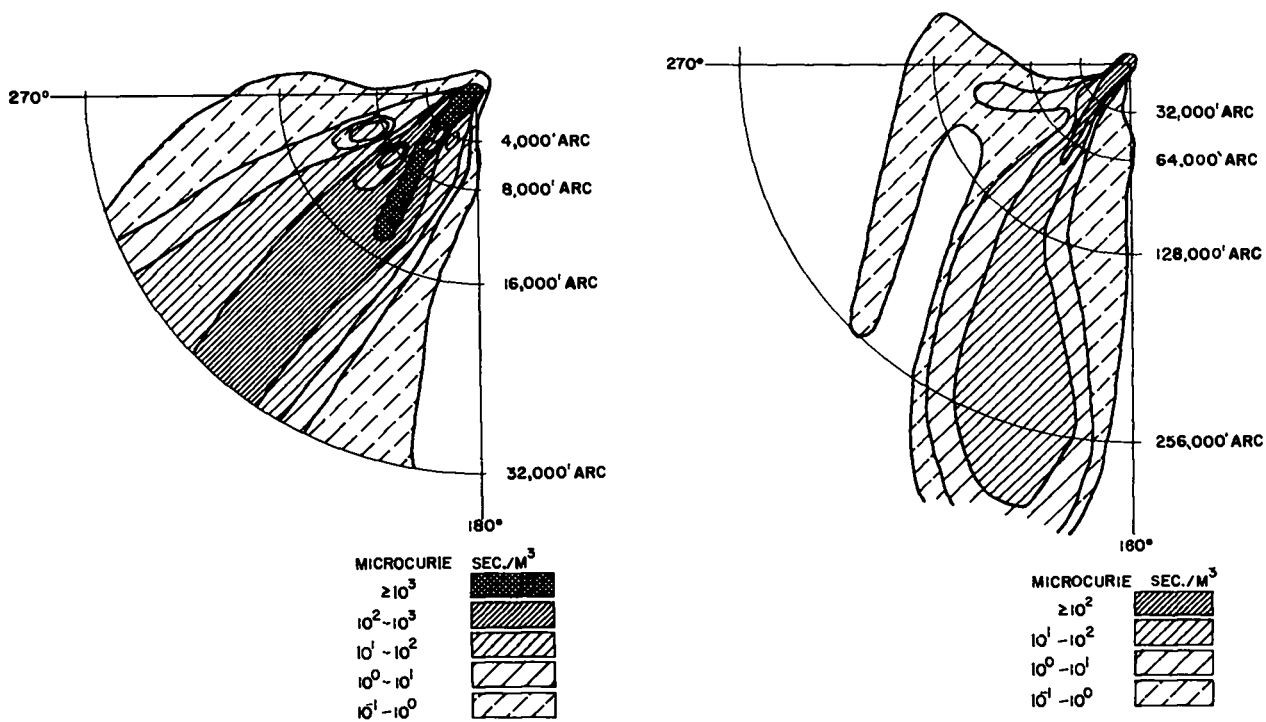 270°
4,000' ARC
8,000' ARC
16,000' ARC
32,000' ARC
180°
MICROCURIE SEC./M³
≥10³
10²-10³
10¹-10²
10⁰-10¹
10⁻¹-10⁰
270°
32,000' ARC
64,000' ARC
128,000' ARC
256,000' ARC
160°
MICROCURIE SEC./M³
≥10²
10¹-10²
10⁰-10¹
10⁻¹-10⁰